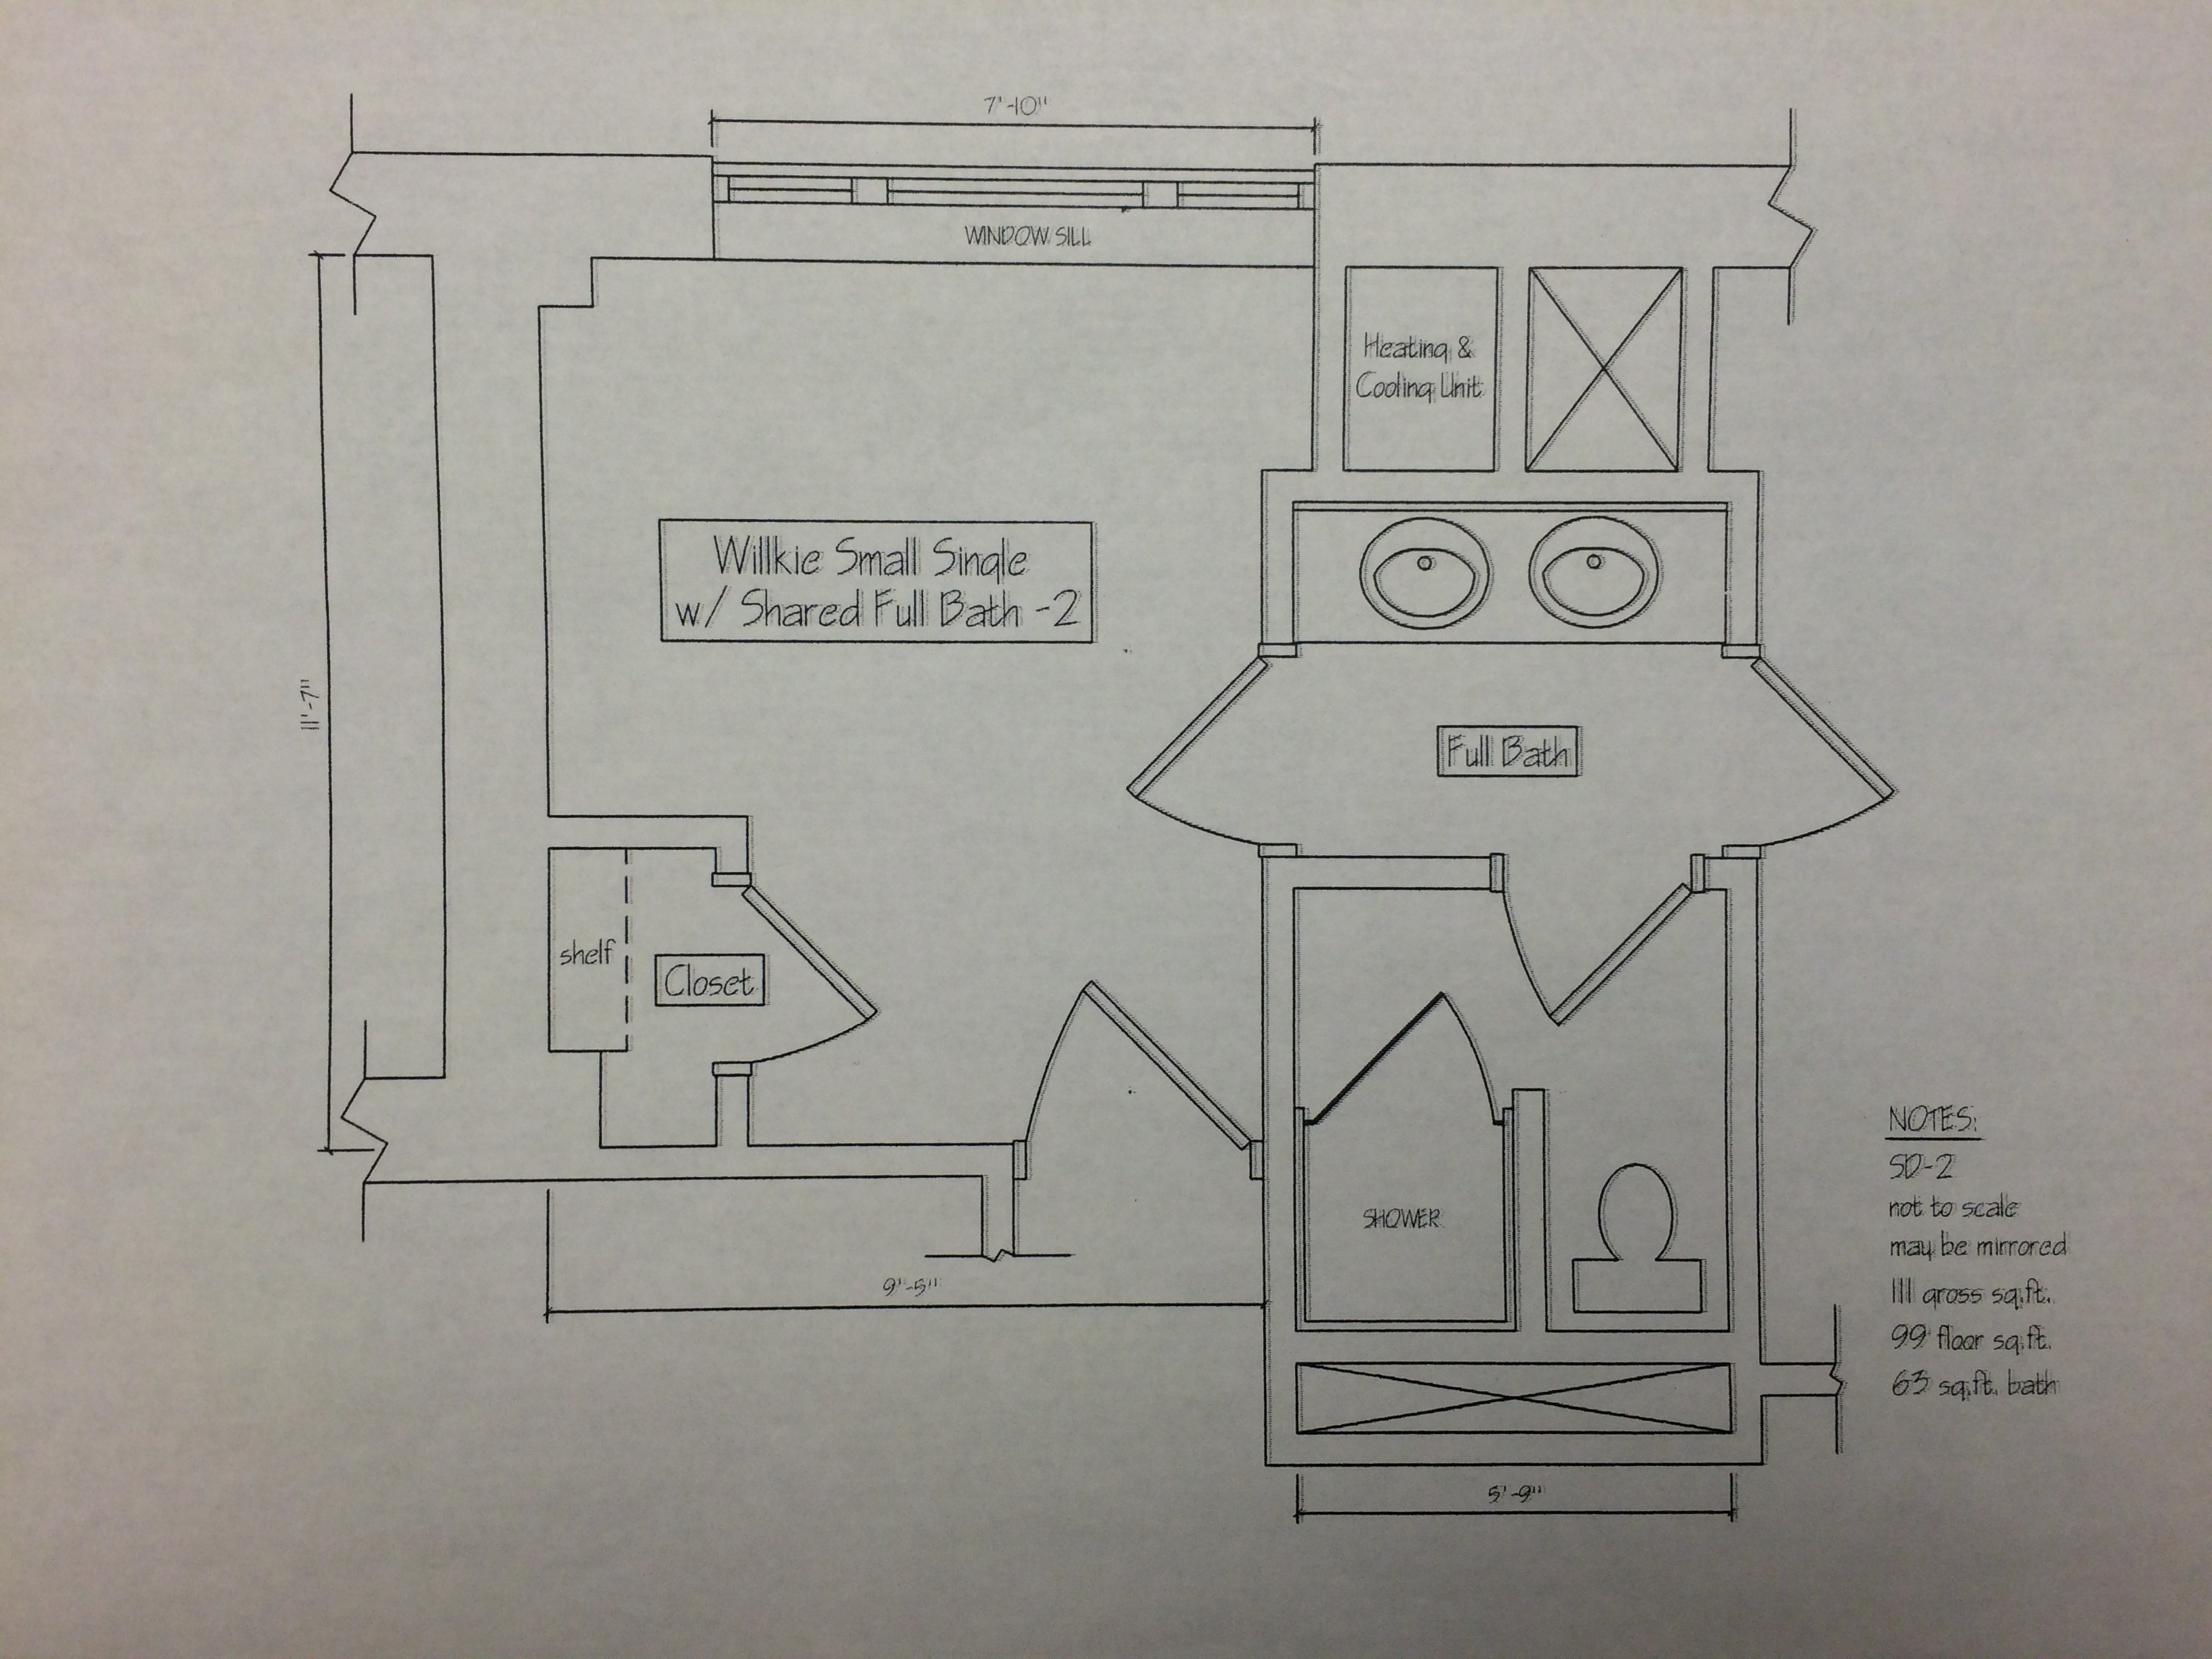 7'-10"
WINDOW SILL
Heating &
Cooling Unit
Willkie Small Single
w/ Shared Full Bath -2
11'-7"
Full Bath
shelf
Closet
SHOWER
9'-5"
5'-9"
NOTES:
SD-2
not to scale
may be mirrored
111 gross sq.ft.
99 floor sq.ft.
63 sq.ft. bath